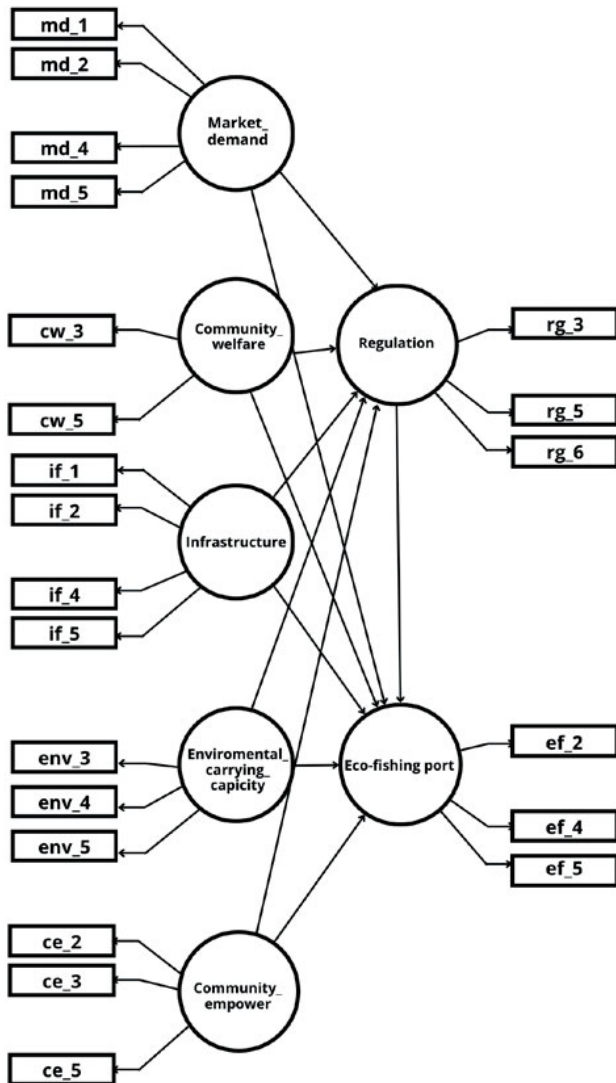 md_1
md_2
md_4
md_5
Market_
demand
cw_3
cw_5
Community_
welfare
Regulation
rg_3
rg_5
rg_6
if_1
if_2
if_4
if_5
Infrastructure
env_3
env_4
env_5
Enviromental_
carrying_
capicity
Eco-fishing port
ef_2
ef_4
ef_5
ce_2
ce_3
ce_5
Community_
empower